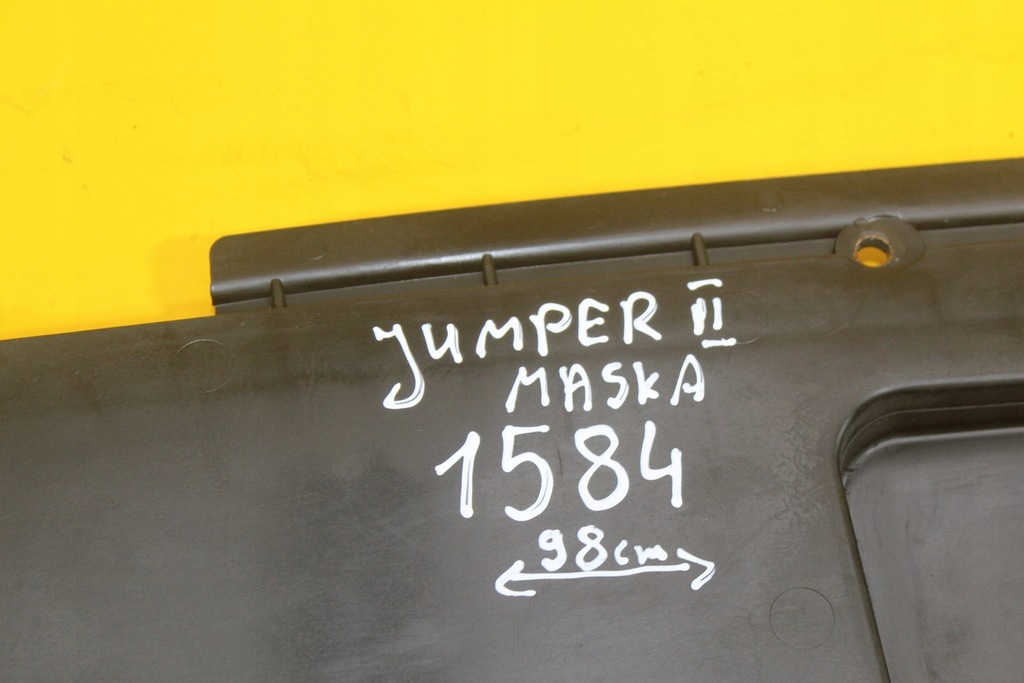 JUMPER II
MASKA
1584
98cm